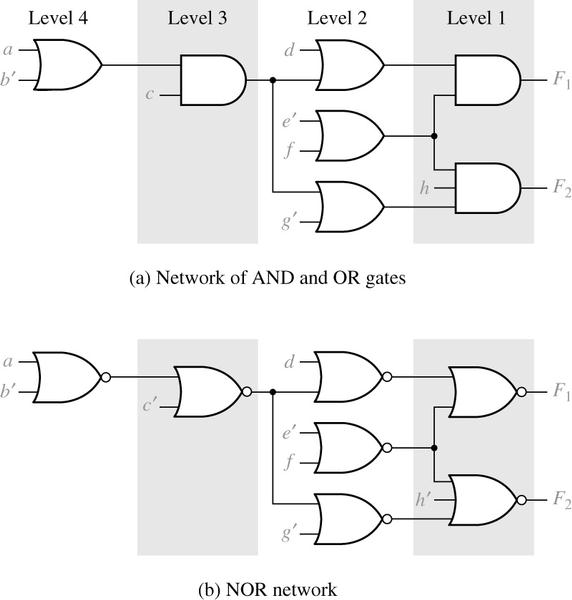 Level 4 Level 3 Level 2 Level 1
a
b′
c
d
e′
f
g′
h
F1
F2
(a) Network of AND and OR gates
a
b′
c′
d
e′
f
g′
h′
F1
F2
(b) NOR network